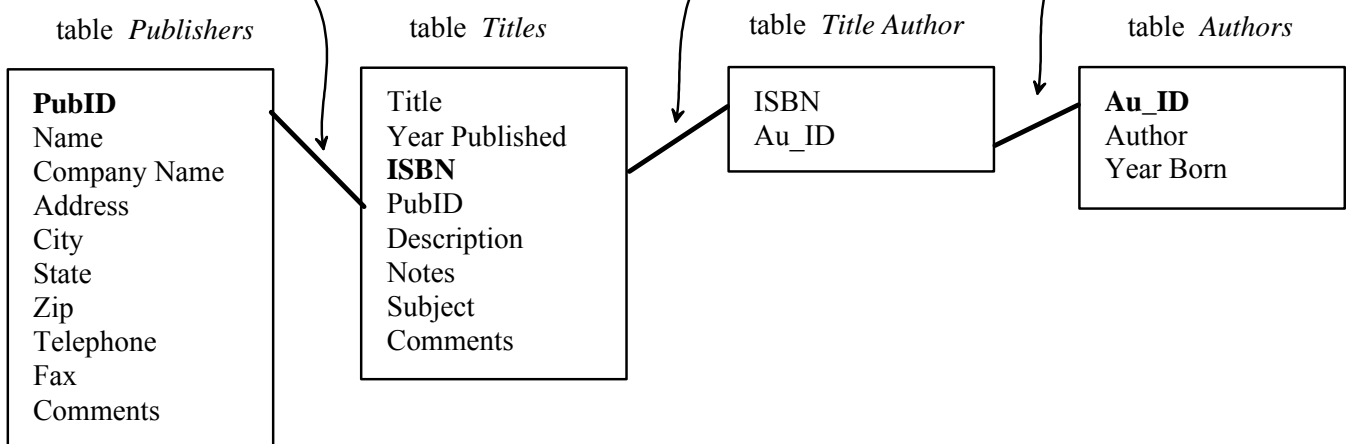 table Publishers
table Titles
table Title Author
table Authors
PubID
Name
Company Name
Address
City
State
Zip
Telephone
Fax
Comments
Title
Year Published
ISBN
PubID
Description
Notes
Subject
Comments
ISBN
Au_ID
Au_ID
Author
Year Born